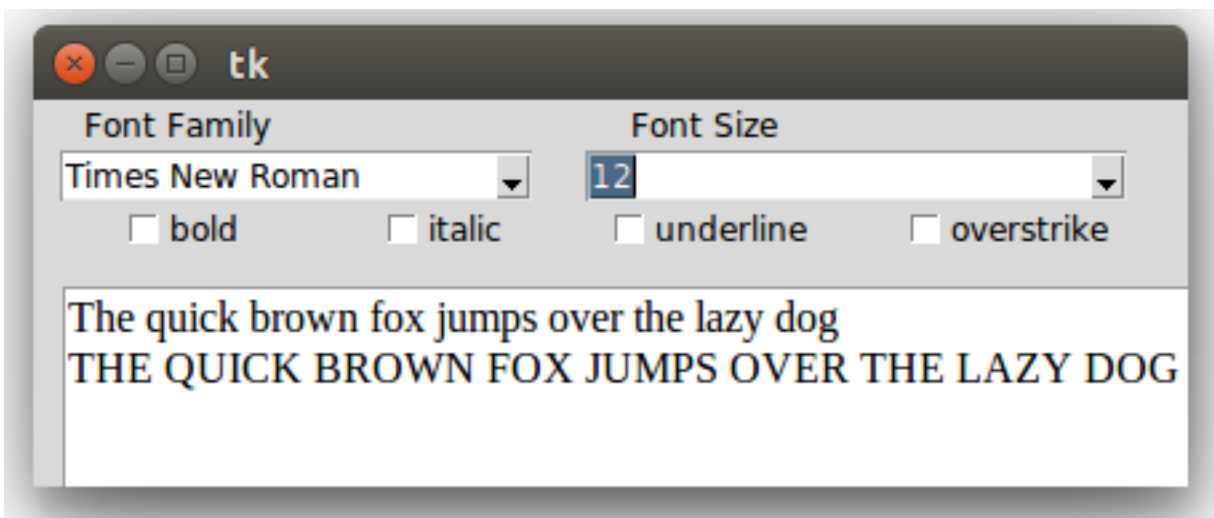 tk
Font Family Font Size
Times New Roman 12
bold italic underline overstrike
The quick brown fox jumps over the lazy dog
THE QUICK BROWN FOX JUMPS OVER THE LAZY DOG